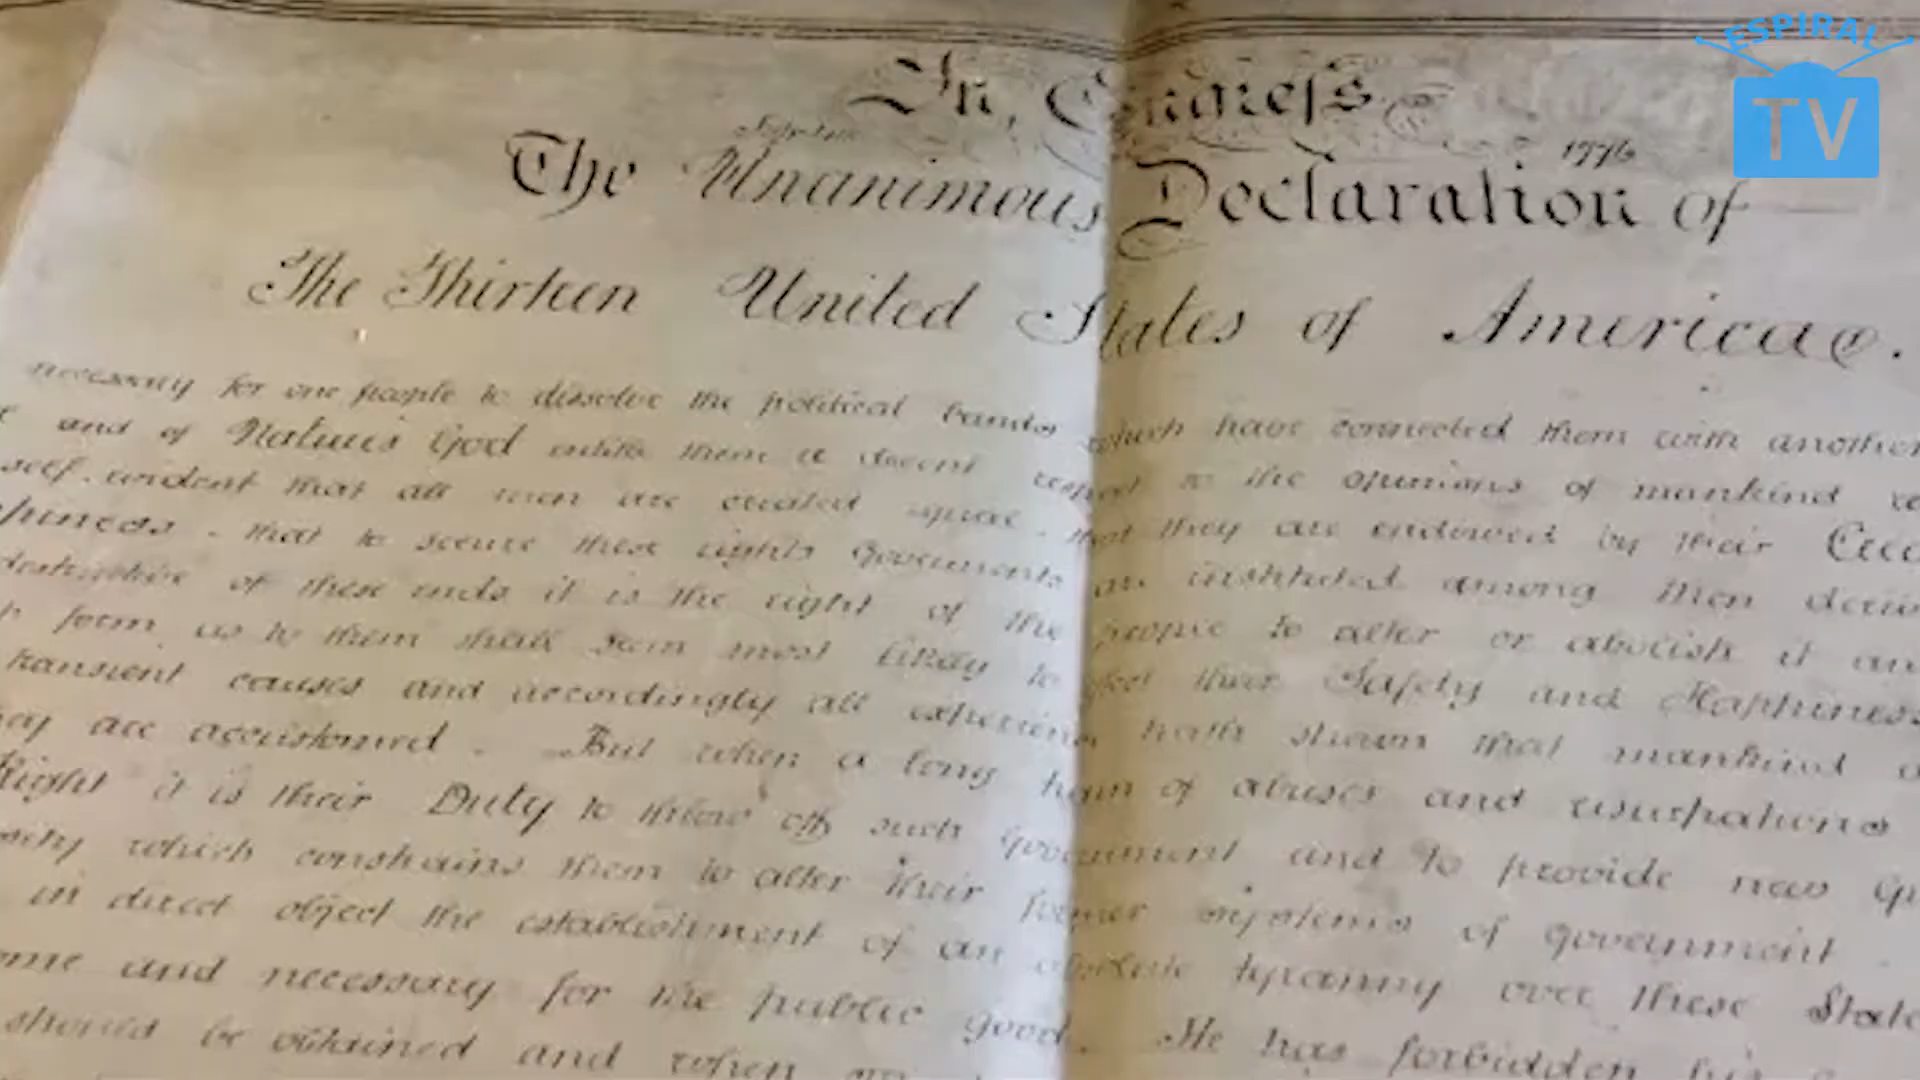 ESPIRAL
TV
In, Congress
1776
The Unanimous Declaration of
The Thirteen United States of America.
necessary for one people to dissolve the political bands which have connected them with another
and of Nature's God entitle them a decent respect to the opinions of mankind
self. evident that all men are created equal. that they are endowed by their
that to secure these rights Governments are instituted among Men
destructive of these ends it is the right of the people to alter or abolish it
form as to them shall seem most likely to effect their Safety and Happiness
transient causes and accordingly all experience hath shown that mankind
they are accustomed. But when a long train of abuses and usurpations
Right it is their Duty to throw off such Government and to provide new
which constrains them to alter their former systems of government.
in direct object the establishment of an absolute tyranny over these
and necessary for the public good. He has forbidden his
should be obtained and when